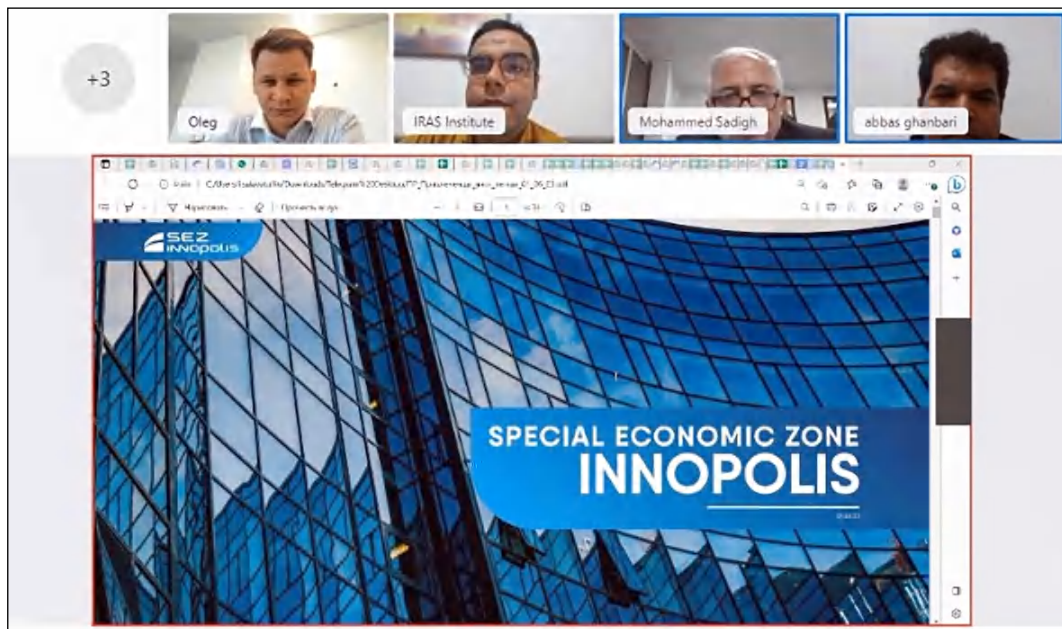 +3
Oleg
IRAS Institute
Mohammed Sadigh
abbas ghanbari
SEZ
INNOPOLIS
SPECIAL ECONOMIC ZONE
INNOPOLIS